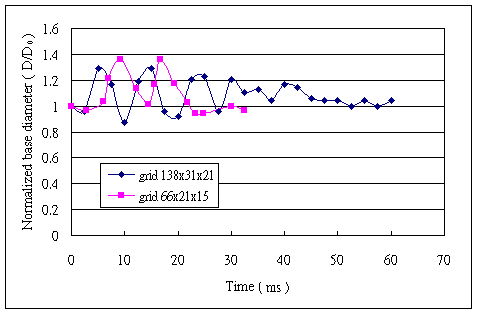 1.6
1.4
1.2
1
0.8
0.6
0.4
0.2
0
Normalized base diameter ( D/D₀ )
grid 138x31x21
grid 66x21x15
0 10 20 30 40 50 60 70
Time ( ms )